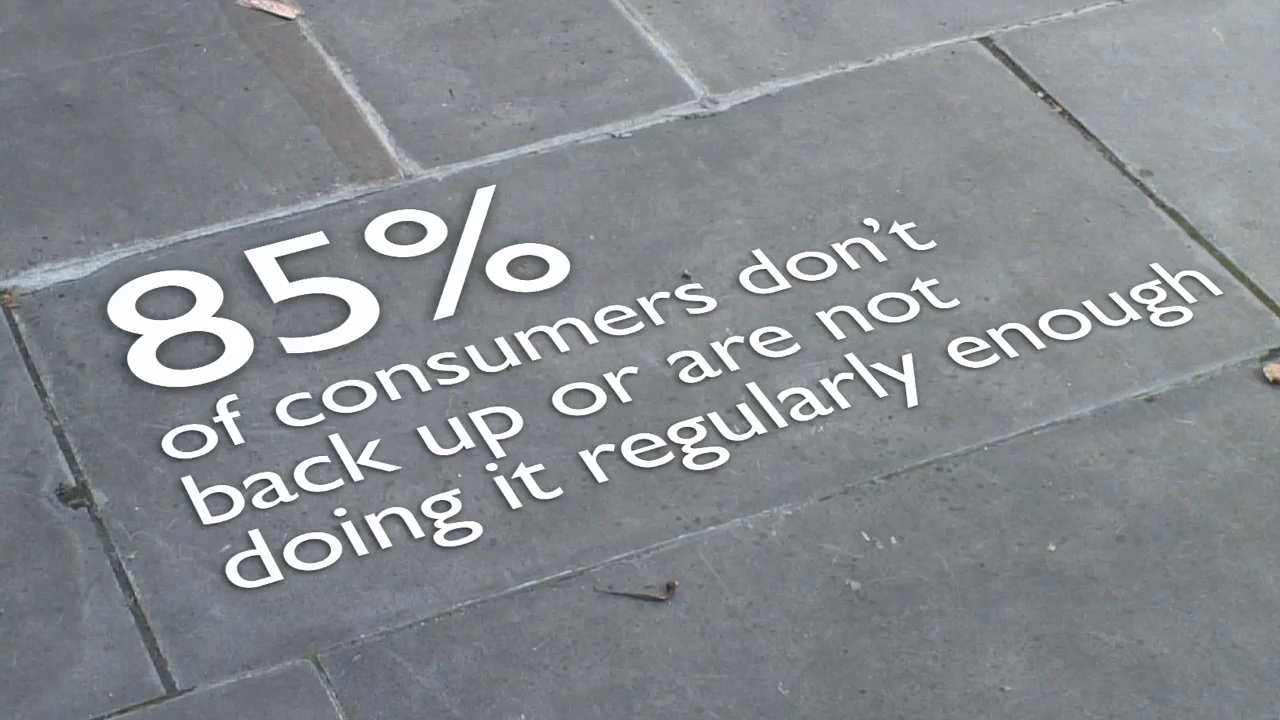 85%
of consumers don't
back up or are not
doing it regularly enough